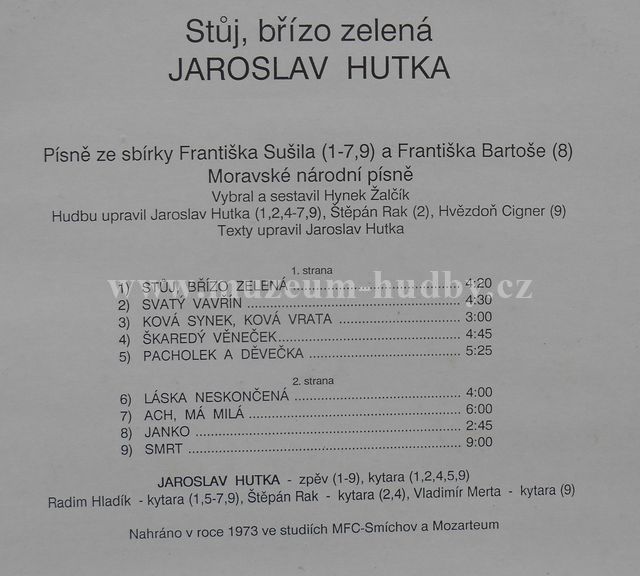 Stůj, břízo zelená
JAROSLAV HUTKA
Písně ze sbírky Františka Sušila (1-7,9) a Františka Bartoše (8)
Moravské národní písně
Vybral a sestavil Hynek Žalčík
Hudbu upravil Jaroslav Hutka (1,2,4-7,9), Štěpán Rak (2), Hvězdoň Cigner (9)
Texty upravil Jaroslav Hutka
1. strana
1) STŮJ, BŘÍZO ZELENÁ 4:20
www.muzeum-hudby.cz
2) SVATÝ VAVŘÍN 4:30
3) KOVÁ SYNEK, KOVÁ VRATA 3:00
4) ŠKAREDÝ VĚNEČEK 4:45
5) PACHOLEK A DĚVEČKA 5:25
2. strana
6) LÁSKA NESKONČENÁ 4:00
7) ACH, MÁ MILÁ 6:00
8) JANKO 2:45
9) SMRT 9:00
JAROSLAV HUTKA - zpěv (1-9), kytara (1,2,4,5,9)
Radim Hladík - kytara (1,5-7,9), Štěpán Rak - kytara (2,4), Vladimír Merta - kytara (9)
Nahráno v roce 1973 ve studiích MFC-Smíchov a Mozarteum